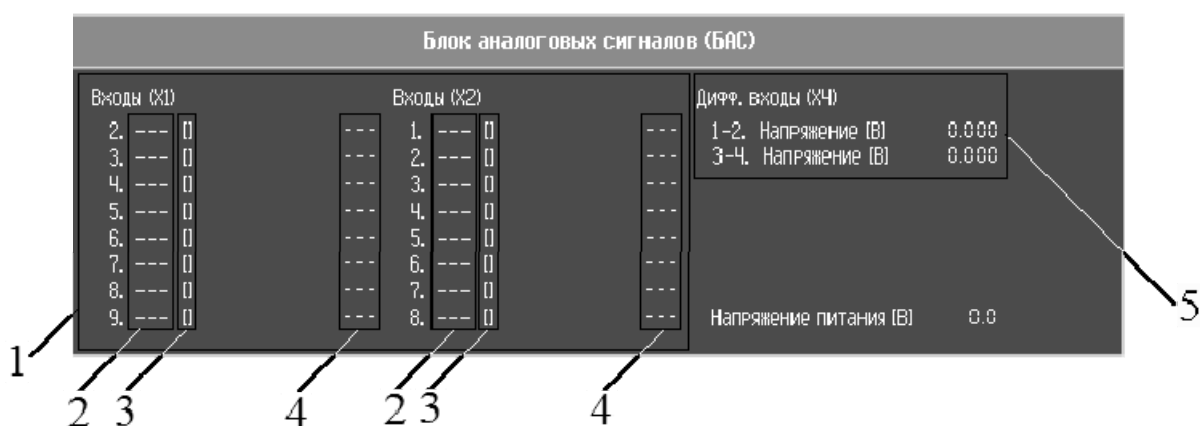 Блок аналоговых сигналов (БАС)
Входы (X1) Входы (X2) Дифф. входы (X4)
2. --- [] --- 1. --- [] --- 1-2. Напряжение [В] 0.000
3. --- [] --- 2. --- [] --- 3-4. Напряжение [В] 0.000
4. --- [] --- 3. --- [] ---
5. --- [] --- 4. --- [] ---
6. --- [] --- 5. --- [] ---
7. --- [] --- 6. --- [] ---
8. --- [] --- 7. --- [] ---
9. --- [] --- 8. --- [] --- Напряжение питания [В] 0.0
5
1
2 3 4 2 3 4